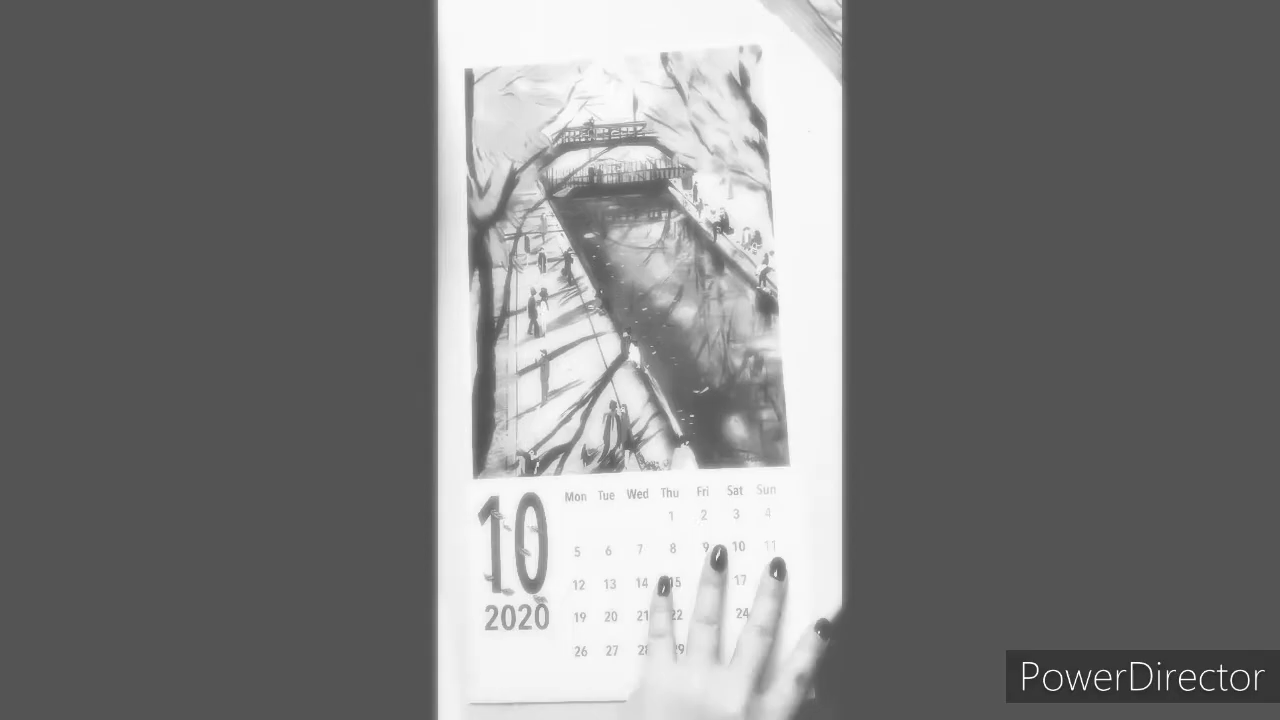 10
2020
Mon Tue Wed Thu Fri Sat Sun
1 2 3 4
5 6 7 8 9 10 11
12 13 14 15 17
19 20 21 22 24
26 27 28 29
PowerDirector